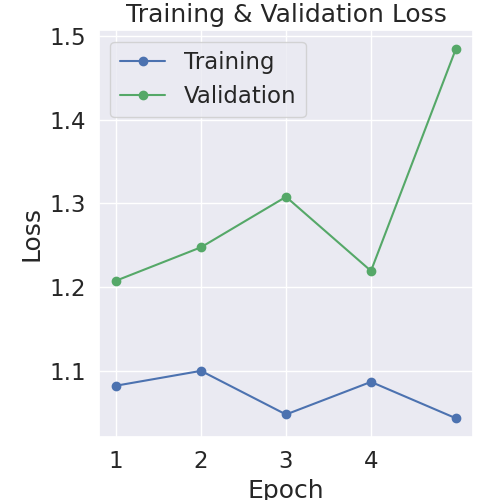 Training & Validation Loss
1.5
Training
Validation
1.4
1.3
1.2
1.1
Loss
1 2 3 4
Epoch